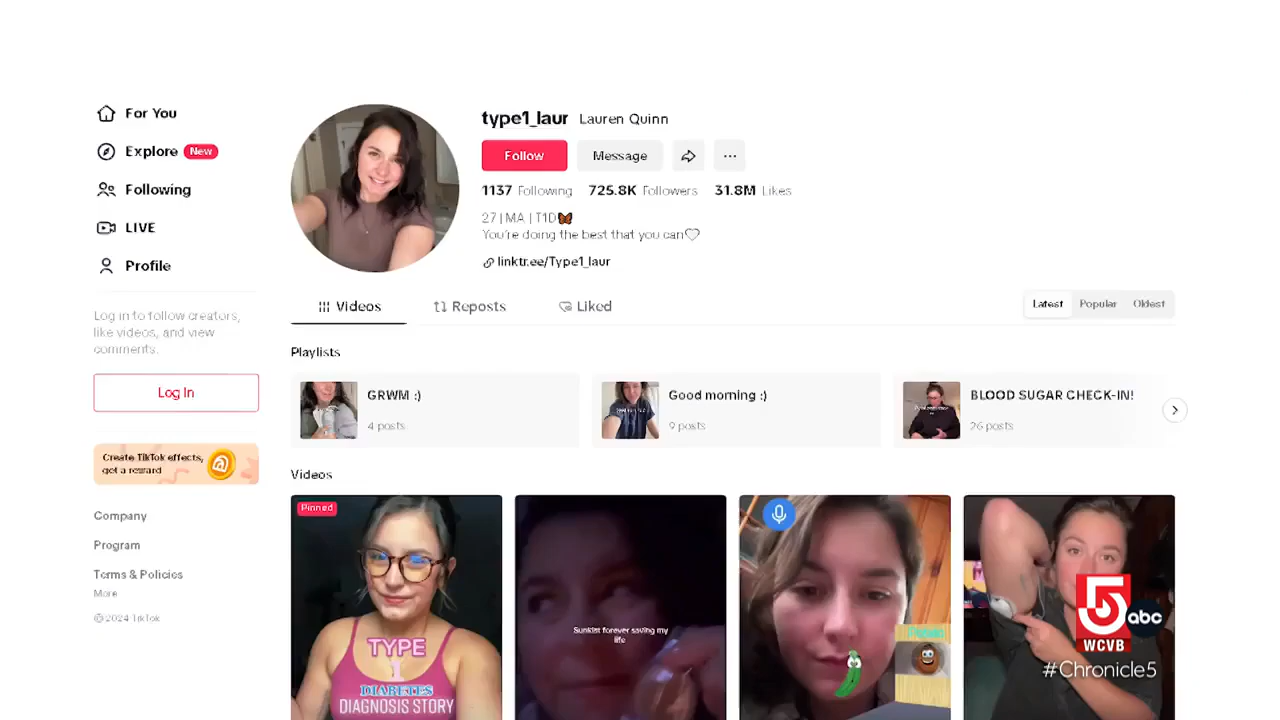 For You
Explore New
Following
LIVE
Profile
Log in to follow creators,
like videos, and view
comments.
Log in
Create TikTok effects,
get a reward
Company
Program
Terms & Policies
More
© 2024 TikTok
type1_laur Lauren Quinn
Follow Message ...
1137 Following 725.8K Followers 31.8M Likes
27 | MA | T1D
You're doing the best that you can
linktr.ee/Type1_laur
Videos Reposts Liked
Latest Popular Oldest
Playlists
GRWM :)
4 posts
Good morning :)
9 posts
BLOOD SUGAR CHECK-IN!
26 posts
Videos
Pinned
TYPE
1
DIABETES
DIAGNOSIS STORY
Sunkist forever saving my
life
5
abc
WCVB
#Chronicle5